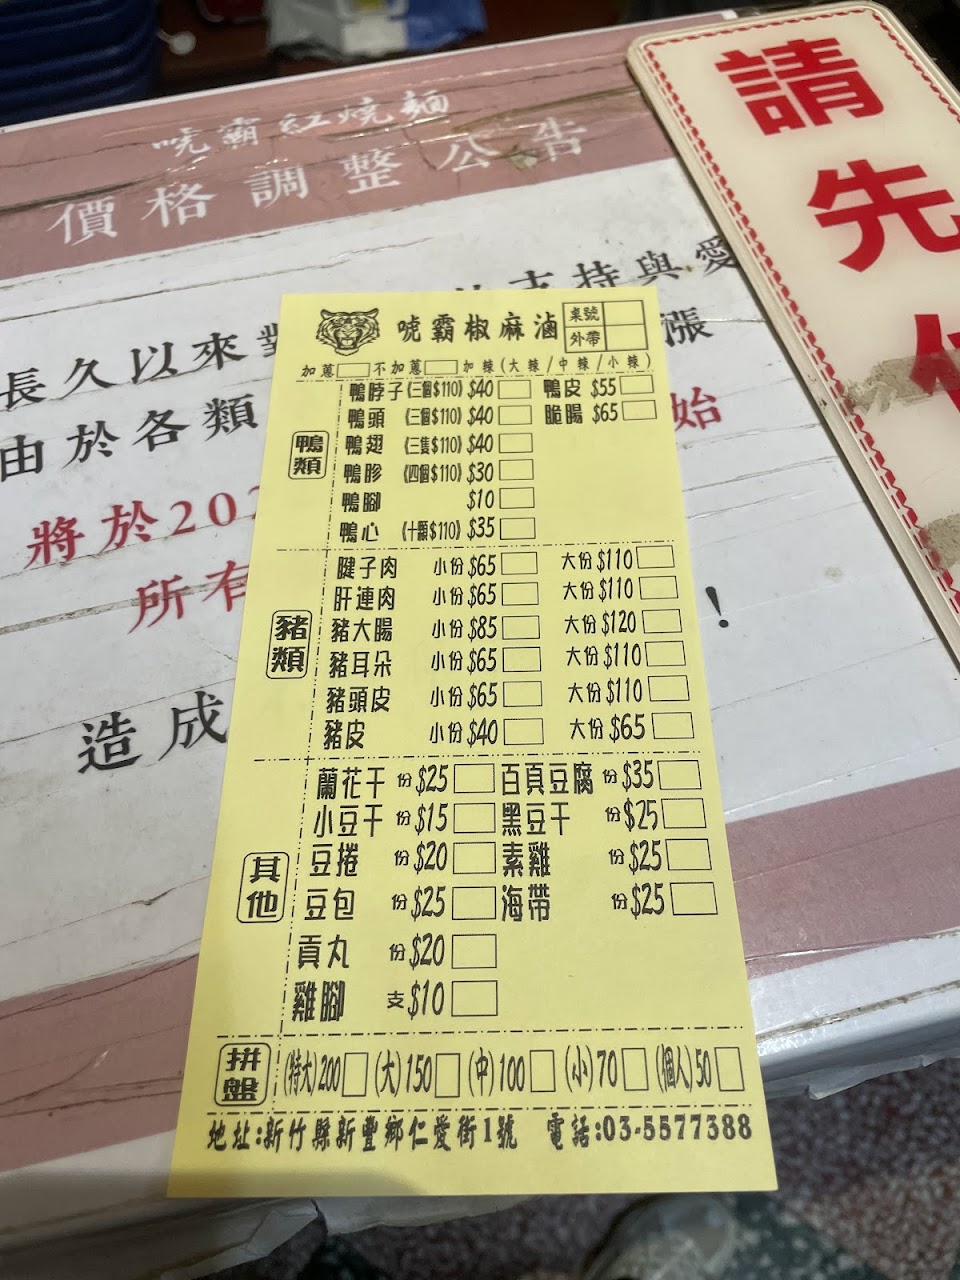 唬霸紅燒麵
價格調整公告
支持與愛
長久以來對
漲
由於各類
始
將於202
所有
！
造成
請先
唬霸椒麻滷
桌號
外帶
加蔥 不加蔥 加辣(大辣/中辣/小辣)
鴨類
鴨脖子(三個$110) $40 鴨皮 $55
鴨頭 (三個$110) $40 脆腸 $65
鴨翅 (三隻$110) $40
鴨胗 (四個$110) $30
鴨腳 $10
鴨心 (十顆$110) $35
豬類
腱子肉 小份$65 大份$110
肝連肉 小份$65 大份$110
豬大腸 小份$85 大份$120
豬耳朵 小份$65 大份$110
豬頭皮 小份$65 大份$110
豬皮 小份$40 大份$65
其他
蘭花干 份$25 百頁豆腐 份$35
小豆干 份$15 黑豆干 份$25
豆捲 份$20 素雞 份$25
豆包 份$25 海帶 份$25
貢丸 份$20
雞腳 支$10
拼盤
(特大)200 (大)150 (中)100 (小)70 (個人)50
地址:新竹縣新豐鄉仁愛街1號 電話:03-5577388